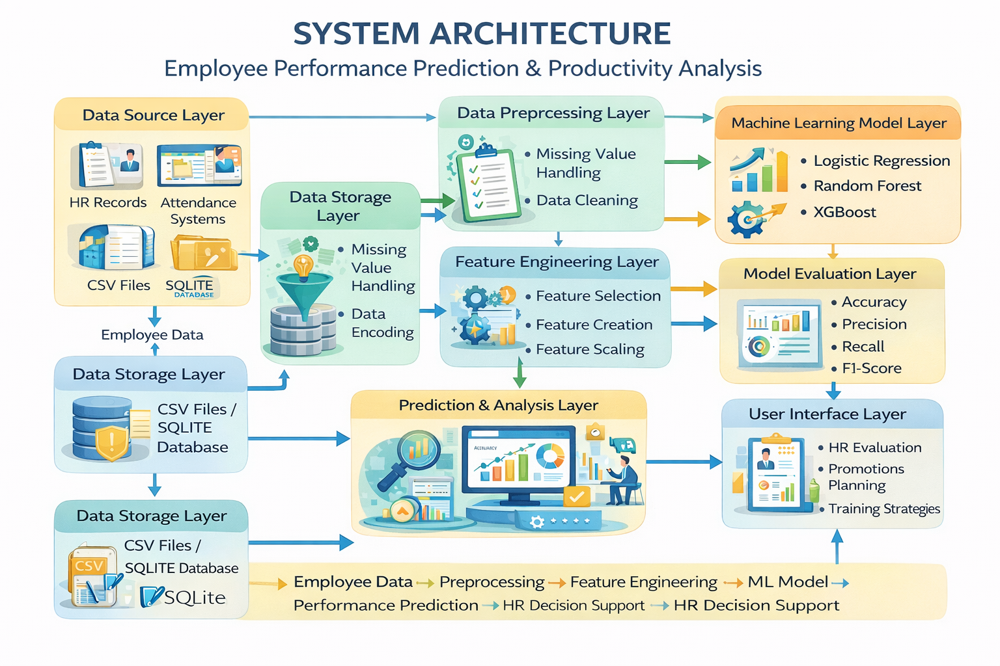 SYSTEM ARCHITECTURE
Employee Performance Prediction & Productivity Analysis
Data Source Layer
HR Records
Attendance
Systems
CSV Files
SQLITE
DATABASE
Employee Data
Data Storage Layer
CSV Files /
SQLITE
Database
Data Storage Layer
CSV
CSV Files /
SQLITE Database
SQLite
Data Storage
Layer
• Missing
Value
Handling
• Data
Encoding
Data Preprcessing Layer
• Missing Value
Handling
• Data Cleaning
Feature Engineering Layer
• Feature Selection
• Feature Creation
• Feature Scaling
Prediction & Analysis Layer
ACCUARCY
Machine Learning Model Layer
• Logistic Regression
• Random Forest
• XGBoost
Model Evaluation Layer
• Accuracy
• Precision
• Recall
• F1-Score
User Interface Layer
• HR Evaluation
• Promotions
Planning
• Training Strategies
Employee Data → Preprocessing → Feature Engineering → ML Model →
Performance Prediction → HR Decision Support → HR Decision Support